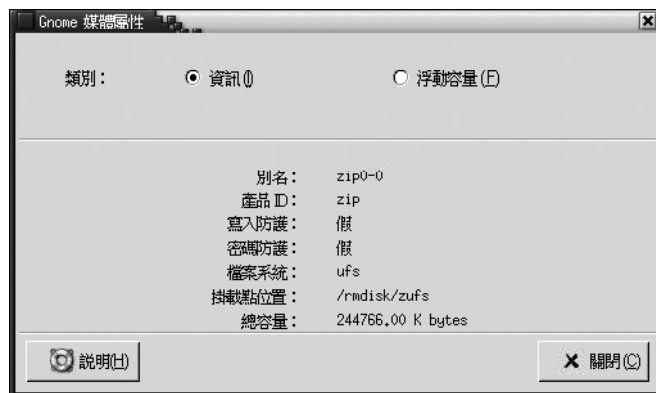 Gnome 媒體屬性
類別： 資訊(I) 浮動容量(F)
別名： zip0-0
產品 ID： zip
寫入防護： 假
密碼防護： 假
檔案系統： ufs
掛載點位置： /rmdisk/zufs
總容量： 244766.00 K bytes
説明(H) 關閉(C)